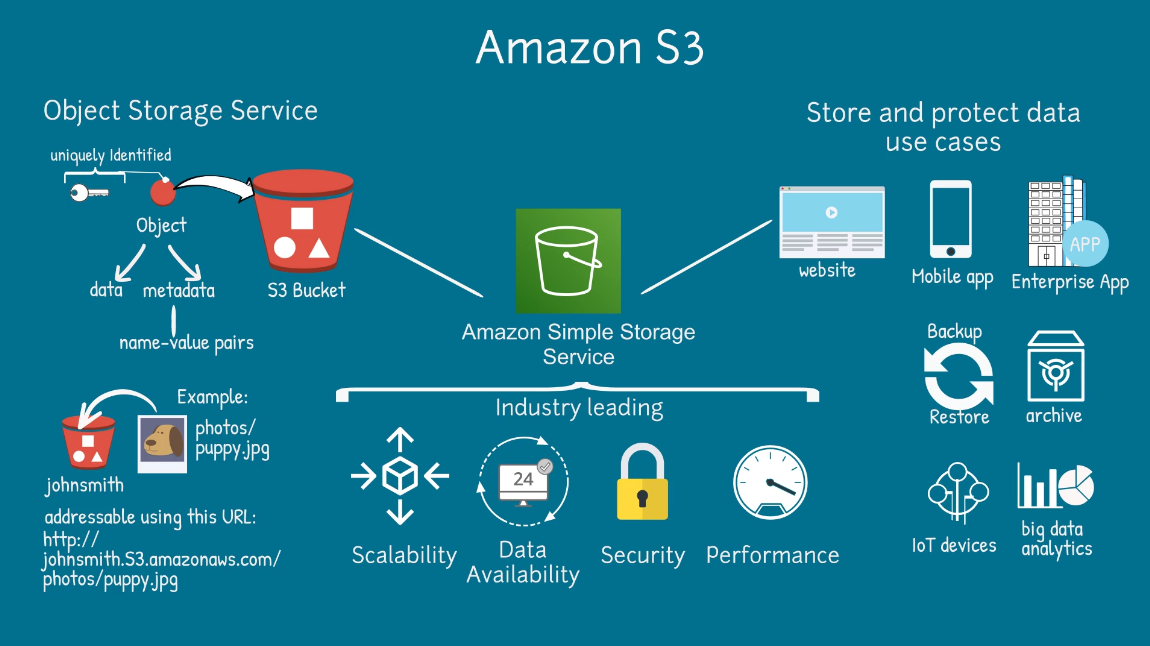 Amazon S3
Object Storage Service
uniquely Identified
Object
data
metadata
name-value pairs
S3 Bucket
Example:
photos/
puppy.jpg
johnsmith
addressable using this URL:
http://
johnsmith.S3.amazonaws.com/
photos/puppy.jpg
Amazon Simple Storage
Service
Industry leading
24
Scalability
Data
Availability
Security
Performance
Store and protect data
use cases
website
Mobile app
APP
Enterprise App
Backup
Restore
archive
IoT devices
big data
analytics